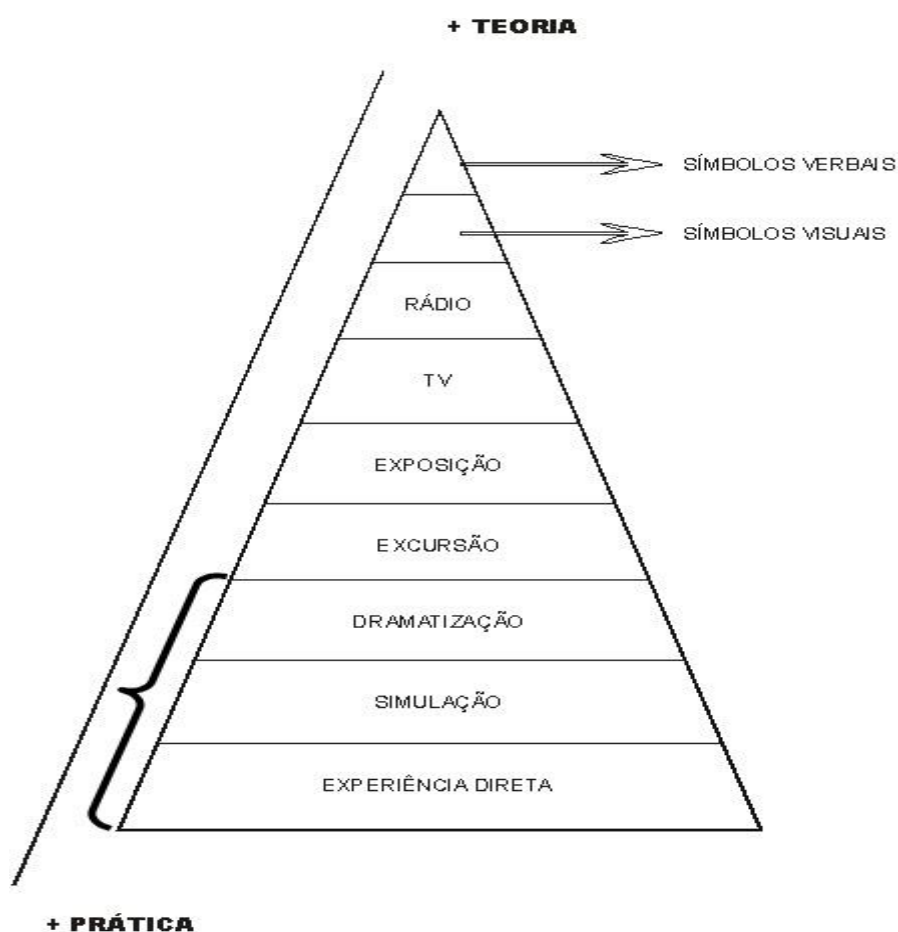 + TEORIA
SÍMBOLOS VERBAIS
SÍMBOLOS VISUAIS
RÁDIO
TV
EXPOSIÇÃO
EXCURSÃO
DRAMATIZAÇÃO
SIMULAÇÃO
EXPERIÊNCIA DIRETA
+ PRÁTICA